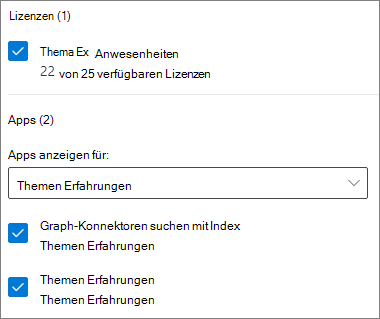 Lizenzen (1)
Thema Ex Anwesenheiten
22 von 25 verfügbaren Lizenzen
Apps (2)
Apps anzeigen für:
Themen Erfahrungen
Graph-Konnektoren suchen mit Index
Themen Erfahrungen
Themen Erfahrungen
Themen Erfahrungen